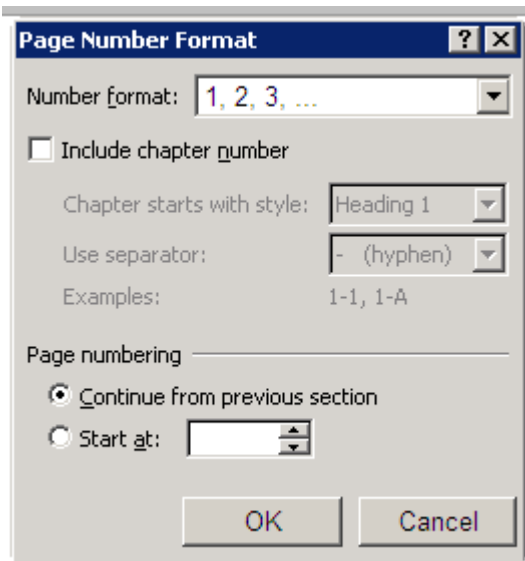 Page Number Format ? X
Number format: 1, 2, 3, ...
Include chapter number
Chapter starts with style: Heading 1
Use separator: - (hyphen)
Examples: 1-1, 1-A
Page numbering
Continue from previous section
Start at:
OK Cancel